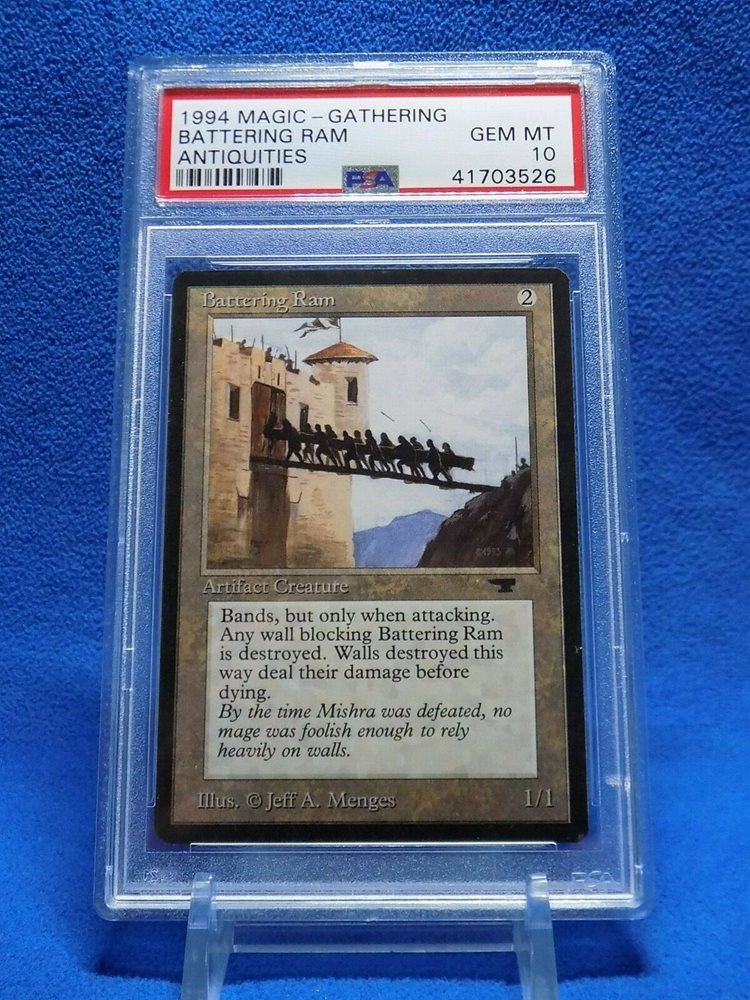 1994 MAGIC – GATHERING
BATTERING RAM GEM MT
ANTIQUITIES 10
PSA 41703526
Battering Ram 2
Artifact Creature
Bands, but only when attacking.
Any wall blocking Battering Ram
is destroyed. Walls destroyed this
way deal their damage before
dying.
By the time Mishra was defeated, no
mage was foolish enough to rely
heavily on walls.
Illus. © Jeff A. Menges 1/1
PSA